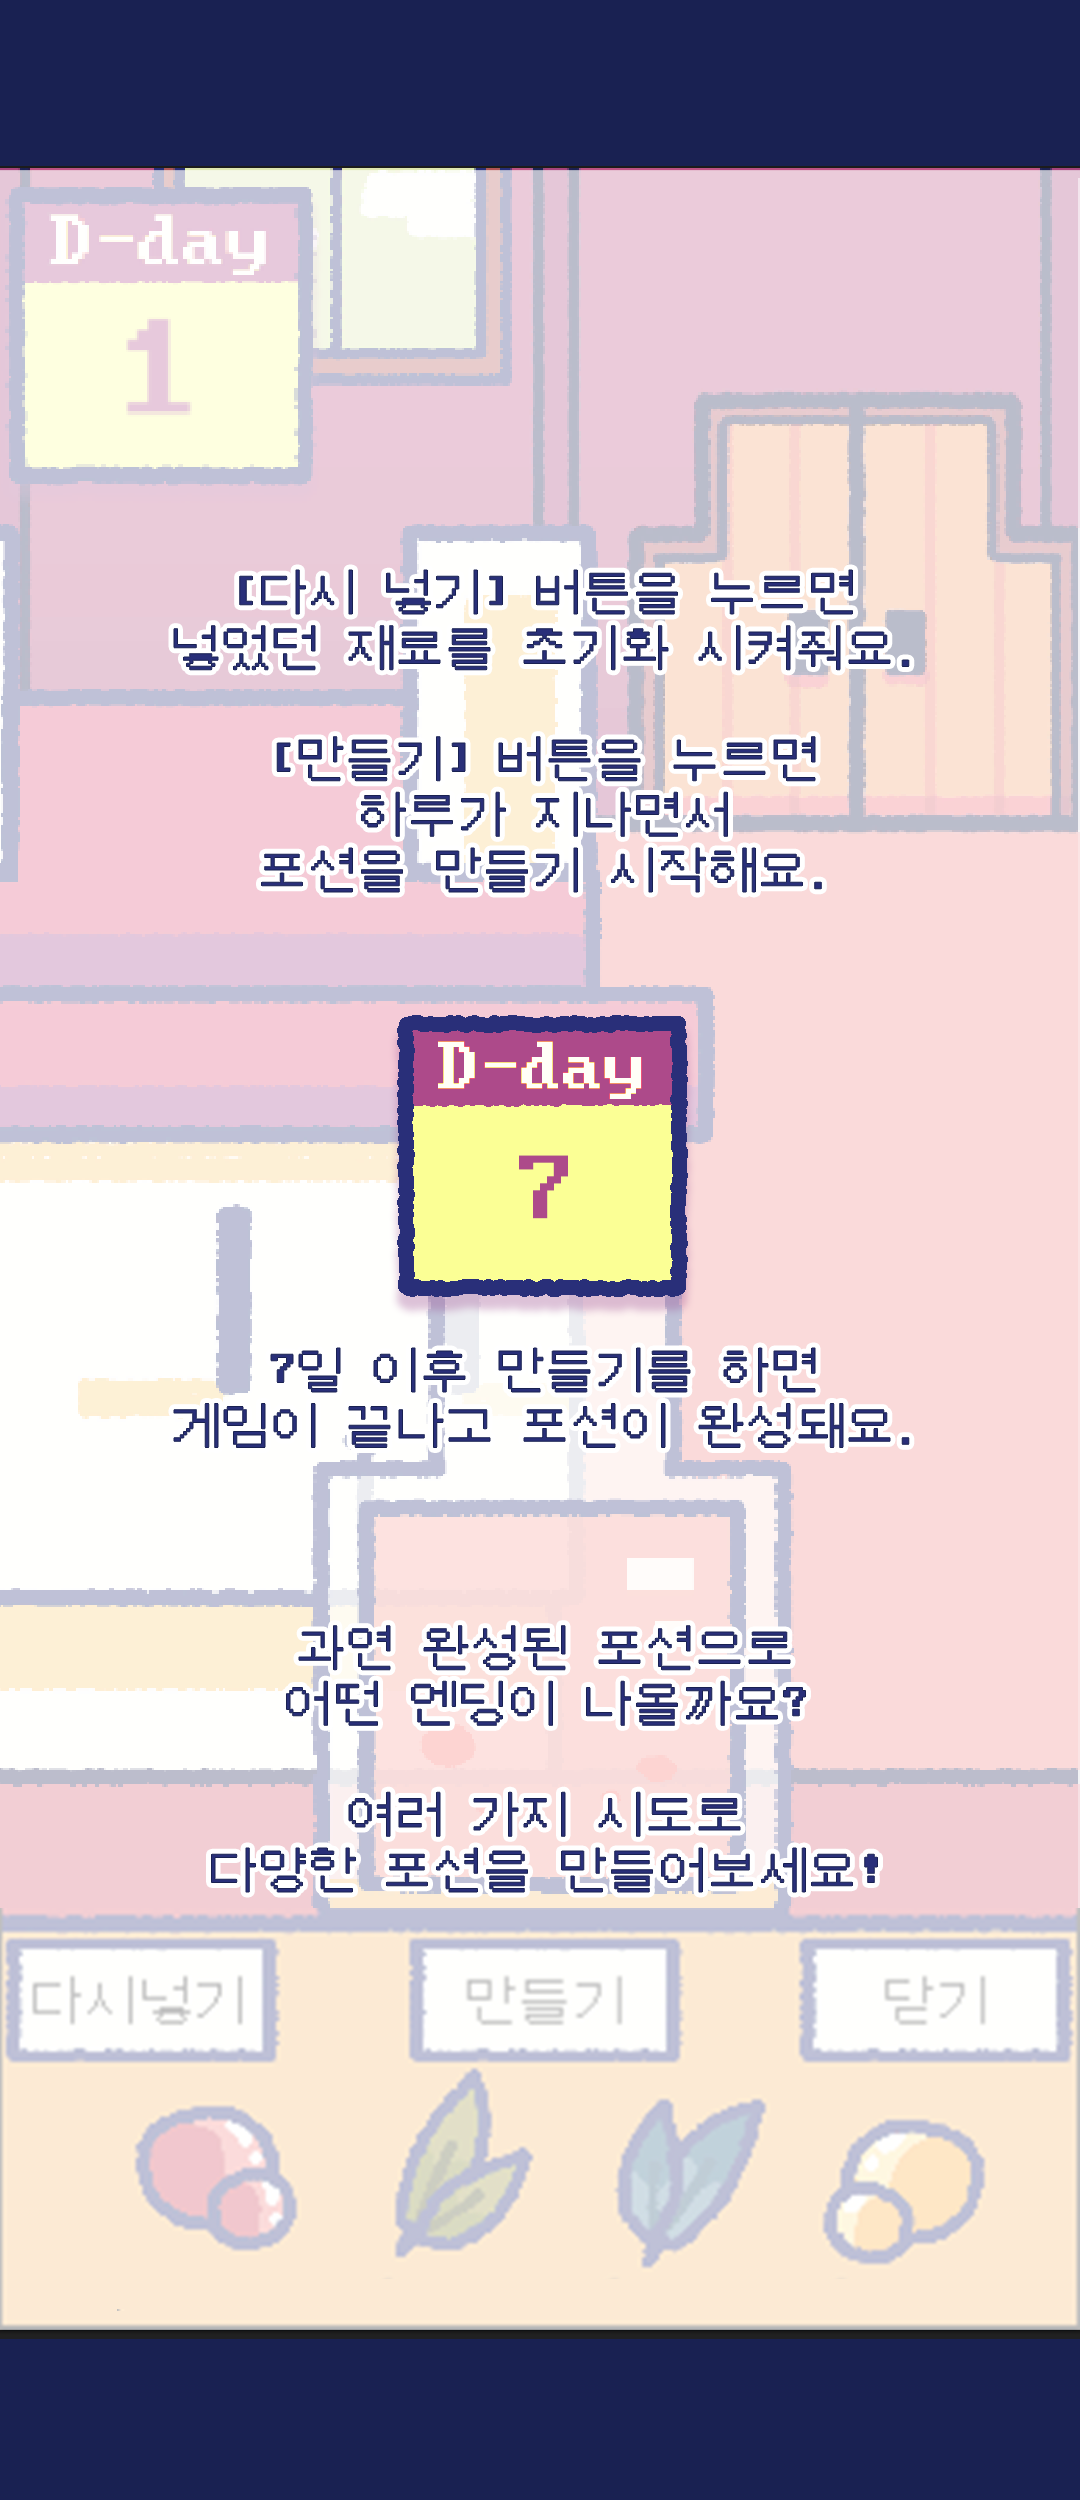 D-day
1
[다시 넣기] 버튼을 누르면
넣었던 재료를 초기화 시켜줘요.
[만들기] 버튼을 누르면
하루가 지나면서
포션을 만들기 시작해요.
D-day
7
7일 이후 만들기를 하면
게임이 끝나고 포션이 완성돼요.
과연 완성된 포션으로
어떤 엔딩이 나올까요?
여러 가지 시도로
다양한 포션을 만들어보세요!
다시넣기 만들기 닫기